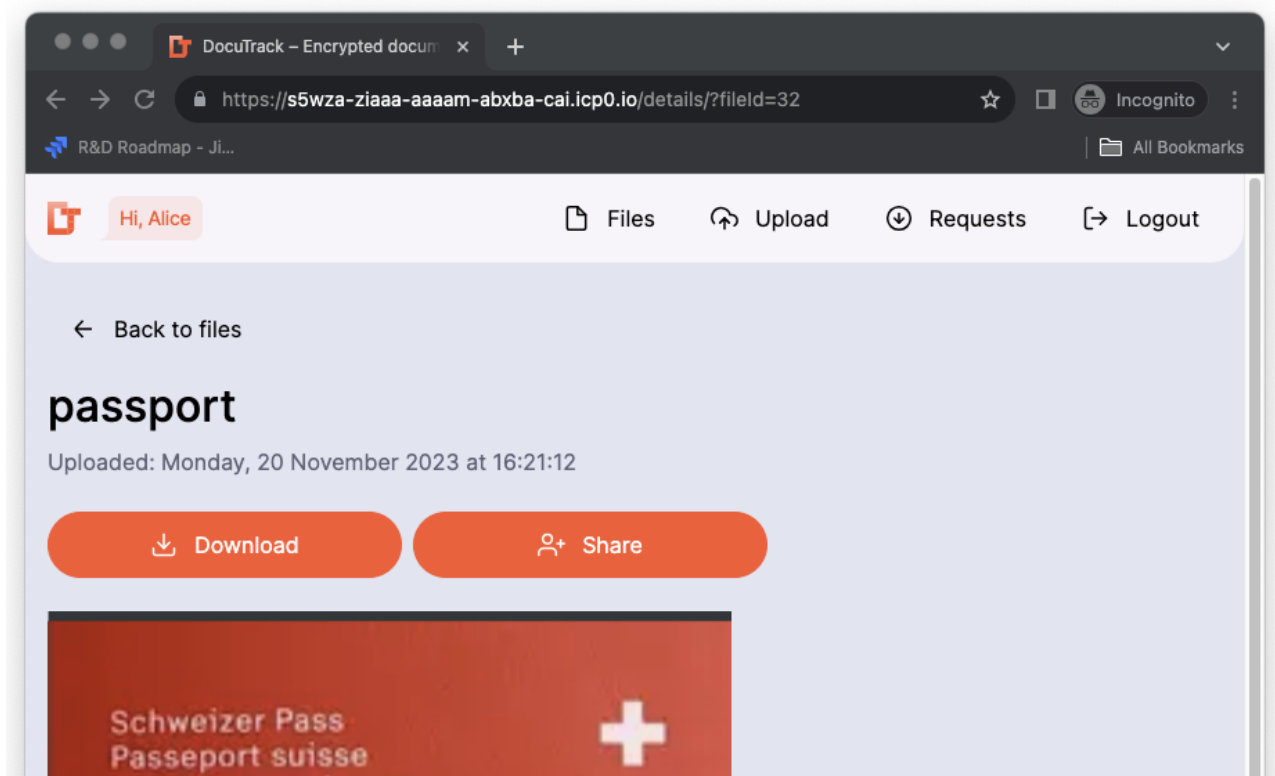 DocuTrack – Encrypted docum
https://s5wza-ziaaa-aaaam-abxba-cai.icp0.io/details/?fileId=32
Incognito
R&D Roadmap - Ji...
All Bookmarks
Hi, Alice
Files
Upload
Requests
Logout
Back to files
passport
Uploaded: Monday, 20 November 2023 at 16:21:12
Download
Share
Schweizer Pass
Passeport suisse